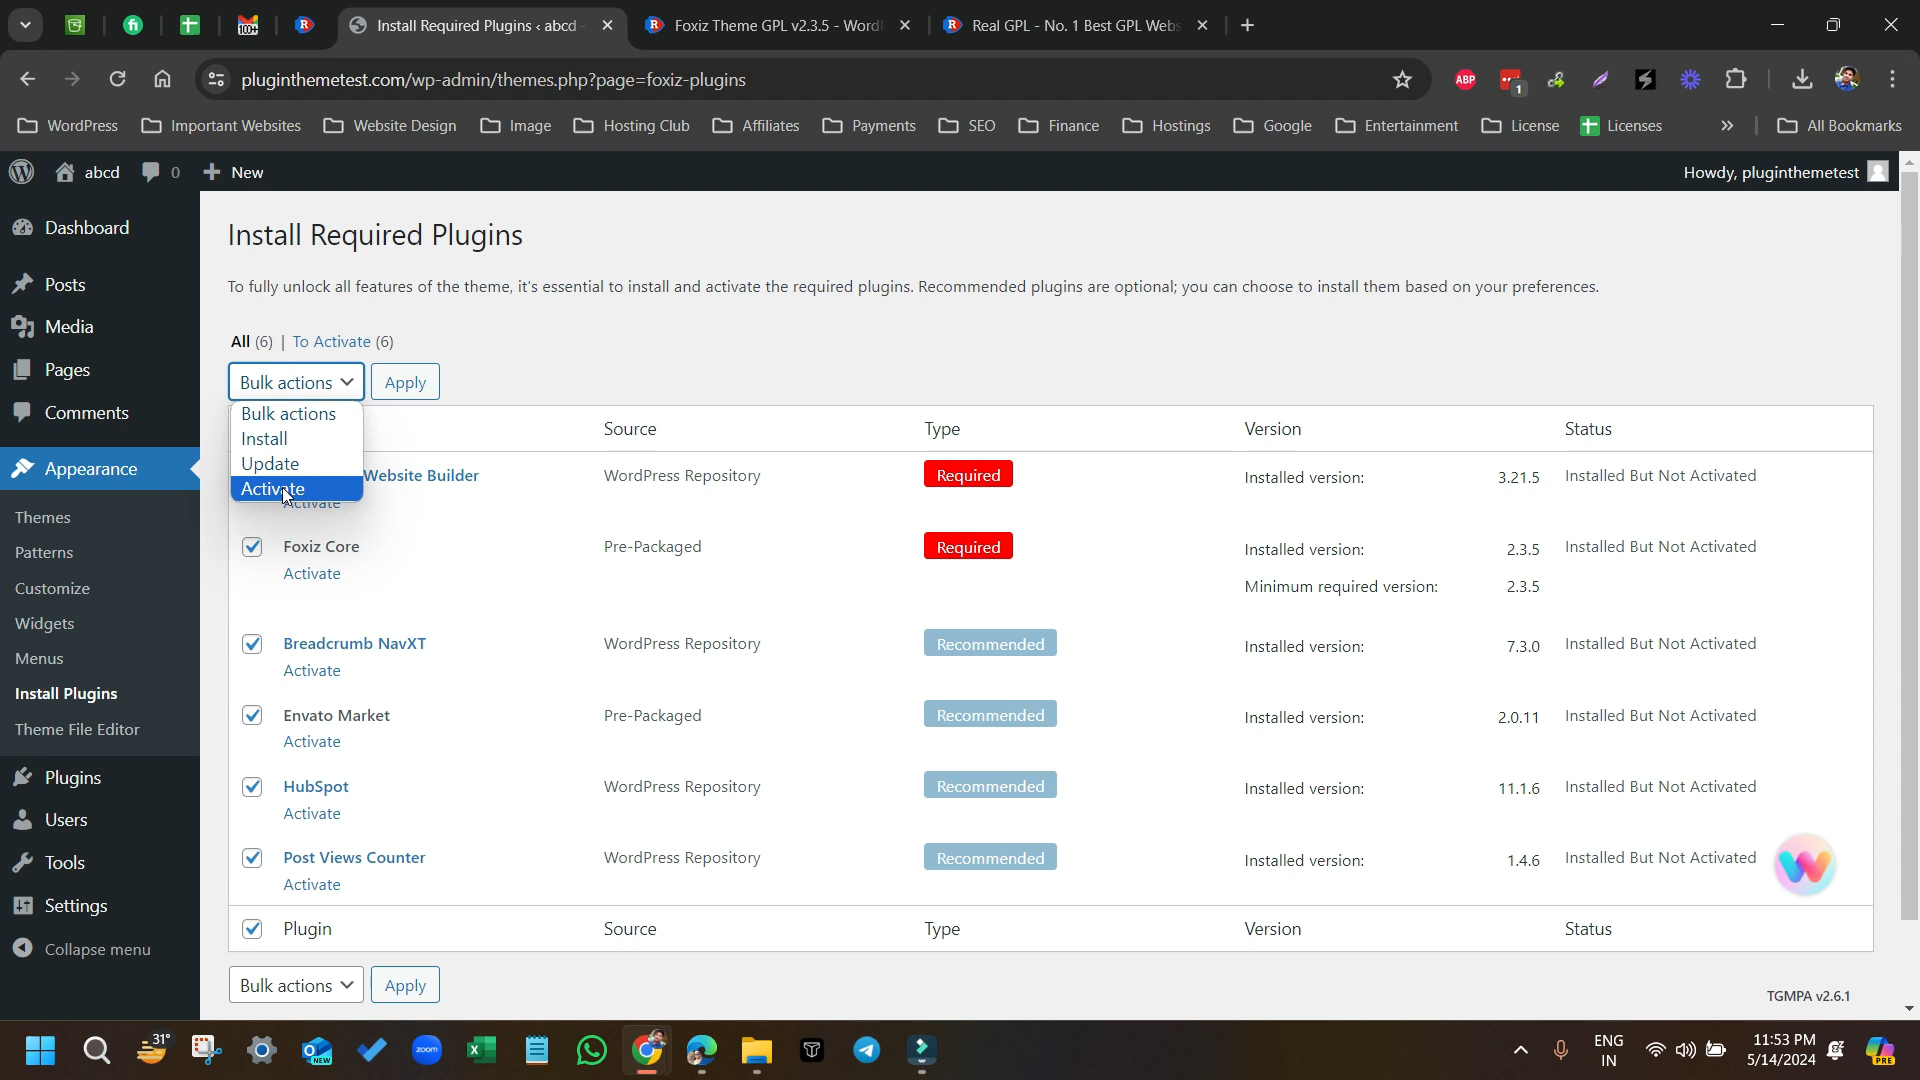 Install Required Plugins ‹ abcd
Foxiz Theme GPL v2.3.5 - Word
Real GPL - No. 1 Best GPL Webs
pluginthemetest.com/wp-admin/themes.php?page=foxiz-plugins
ABP
1
WordPress
Important Websites
Website Design
Image
Hosting Club
Affiliates
Payments
SEO
Finance
Hostings
Google
Entertainment
License
Licenses
All Bookmarks
abcd
0
New
Howdy, pluginthemetest
Dashboard
Posts
Media
Pages
Comments
Appearance
Themes
Patterns
Customize
Widgets
Menus
Install Plugins
Theme File Editor
Plugins
Users
Tools
Settings
Collapse menu
Install Required Plugins
To fully unlock all features of the theme, it's essential to install and activate the required plugins. Recommended plugins are optional; you can choose to install them based on your preferences.
All (6) | To Activate (6)
Bulk actions
Apply
Bulk actions
Install
Update
Activate
Source
Type
Version
Status
Website Builder
Activate
WordPress Repository
Required
Installed version: 3.21.5
Installed But Not Activated
Foxiz Core
Activate
Pre-Packaged
Required
Installed version: 2.3.5
Minimum required version: 2.3.5
Installed But Not Activated
Breadcrumb NavXT
Activate
WordPress Repository
Recommended
Installed version: 7.3.0
Installed But Not Activated
Envato Market
Activate
Pre-Packaged
Recommended
Installed version: 2.0.11
Installed But Not Activated
HubSpot
Activate
WordPress Repository
Recommended
Installed version: 11.1.6
Installed But Not Activated
Post Views Counter
Activate
WordPress Repository
Recommended
Installed version: 1.4.6
Installed But Not Activated
Plugin
Source
Type
Version
Status
Bulk actions
Apply
TGMPA v2.6.1
31°
NEW
zoom
ENG
IN
11:53 PM
5/14/2024
PRE